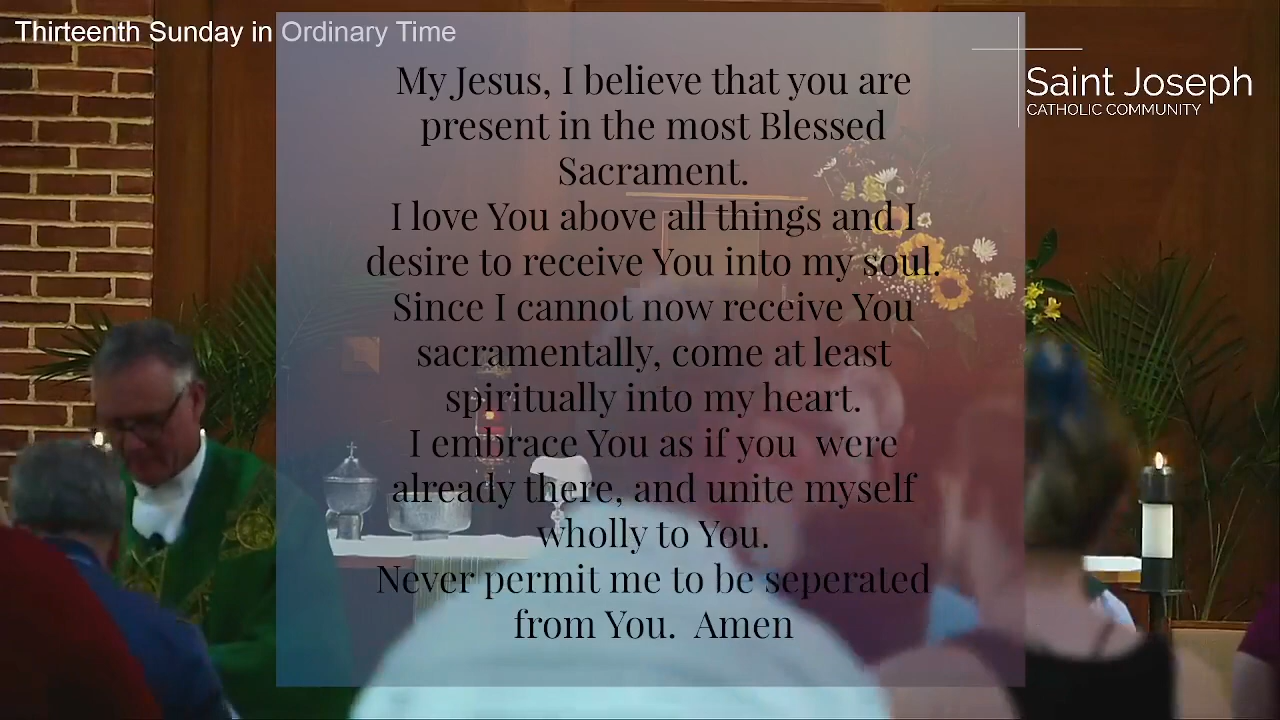 Thirteenth Sunday in Ordinary Time
Saint Joseph
CATHOLIC COMMUNITY
My Jesus, I believe that you are
present in the most Blessed
Sacrament.
I love You above all things and I
desire to receive You into my soul.
Since I cannot now receive You
sacramentally, come at least
spiritually into my heart.
I embrace You as if you  were
already there, and unite myself
wholly to You.
Never permit me to be seperated
from You.  Amen